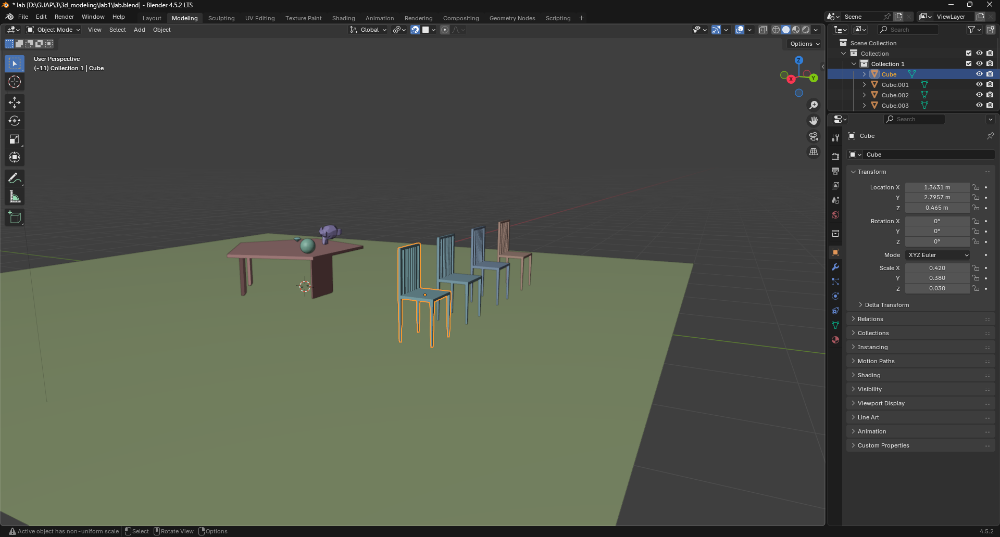 * lab [D:\GUAP\3\3d_modeling\lab1\lab.blend] - Blender 4.5.2 LTS
File Edit Render Window Help
Layout Modeling Sculpting UV Editing Texture Paint Shading Animation Rendering Compositing Geometry Nodes Scripting +
Scene
ViewLayer
Object Mode View Select Add Object
Global
Search
Options
User Perspective
(-11) Collection 1 | Cube
Z
X
Y
Scene Collection
Collection
Collection 1
Cube
Cube.001
Cube.002
Cube.003
Search
Cube
Cube
Transform
Location X 1.3631 m
Y 2.7957 m
Z 0.465 m
Rotation X 0°
Y 0°
Z 0°
Mode XYZ Euler
Scale X 0.420
Y 0.380
Z 0.030
Delta Transform
Relations
Collections
Instancing
Motion Paths
Shading
Visibility
Viewport Display
Line Art
Animation
Custom Properties
Active object has non-uniform scale Select Rotate View Options
4.5.2